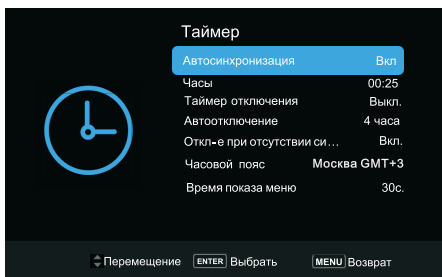 Таймер
Автосинхронизация Вкл
Часы 00:25
Таймер отключения Выкл.
Автоотключение 4 часа
Откл-е при отсутствии си... Вкл.
Часовой пояс Москва GMT+3
Время показа меню 30с.
Перемещение ENTER Выбрать MENU Возврат